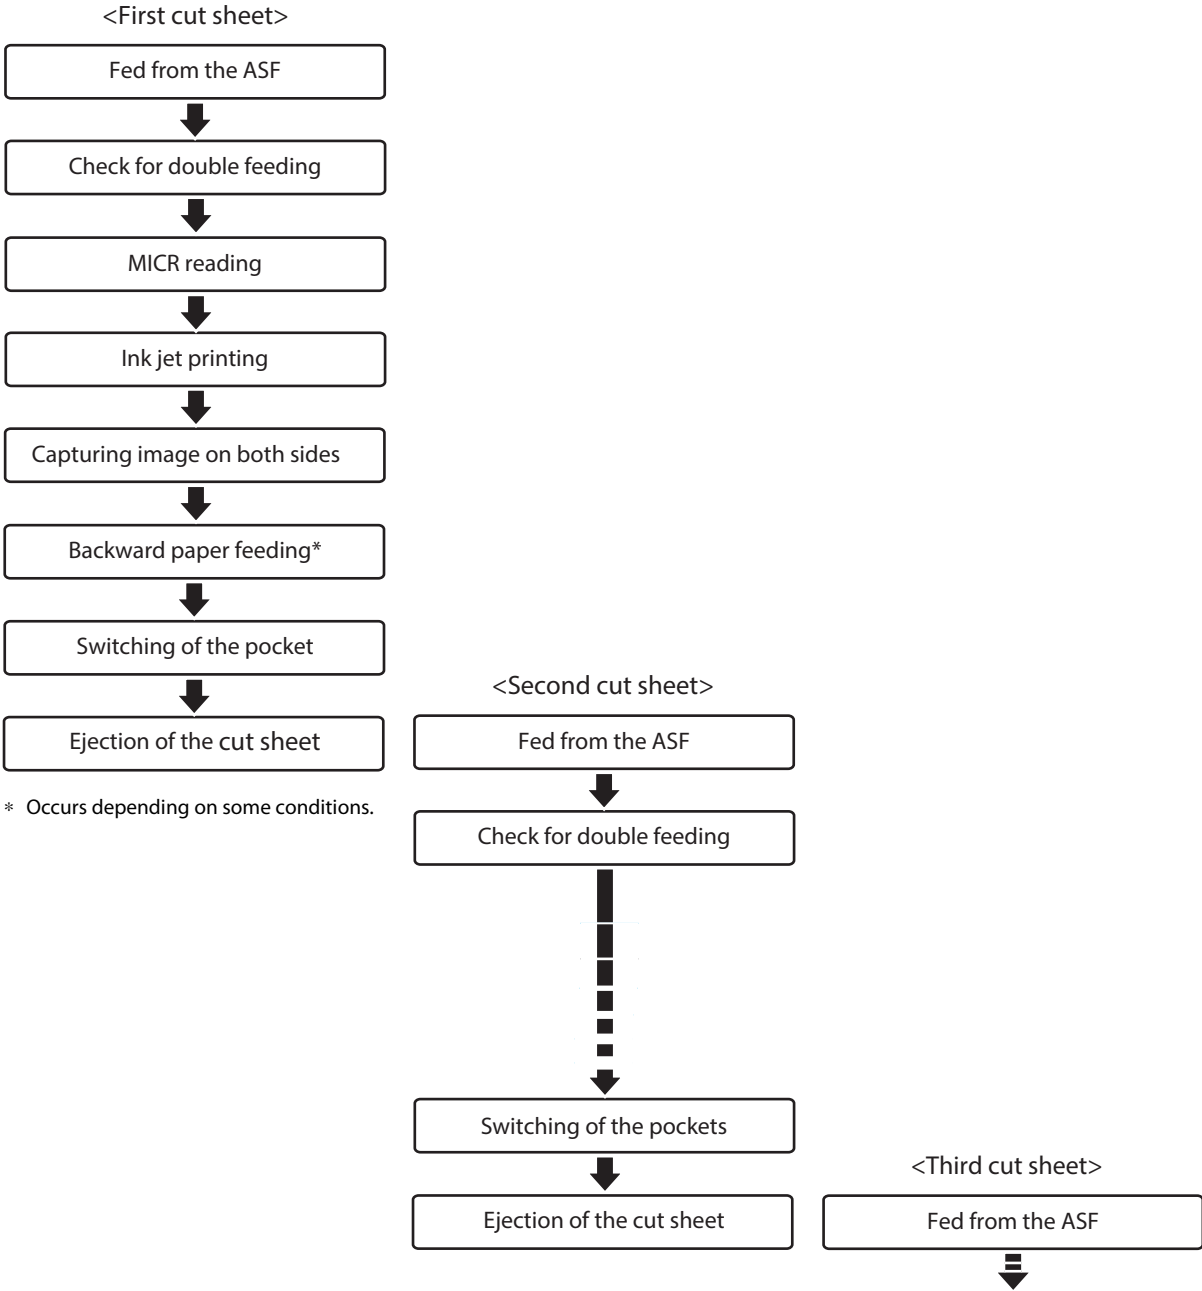 <First cut sheet>
Fed from the ASF
Check for double feeding
MICR reading
Ink jet printing
Capturing image on both sides
Backward paper feeding*
Switching of the pocket
Ejection of the cut sheet
* Occurs depending on some conditions.
<Second cut sheet>
Fed from the ASF
Check for double feeding
Switching of the pockets
Ejection of the cut sheet
<Third cut sheet>
Fed from the ASF